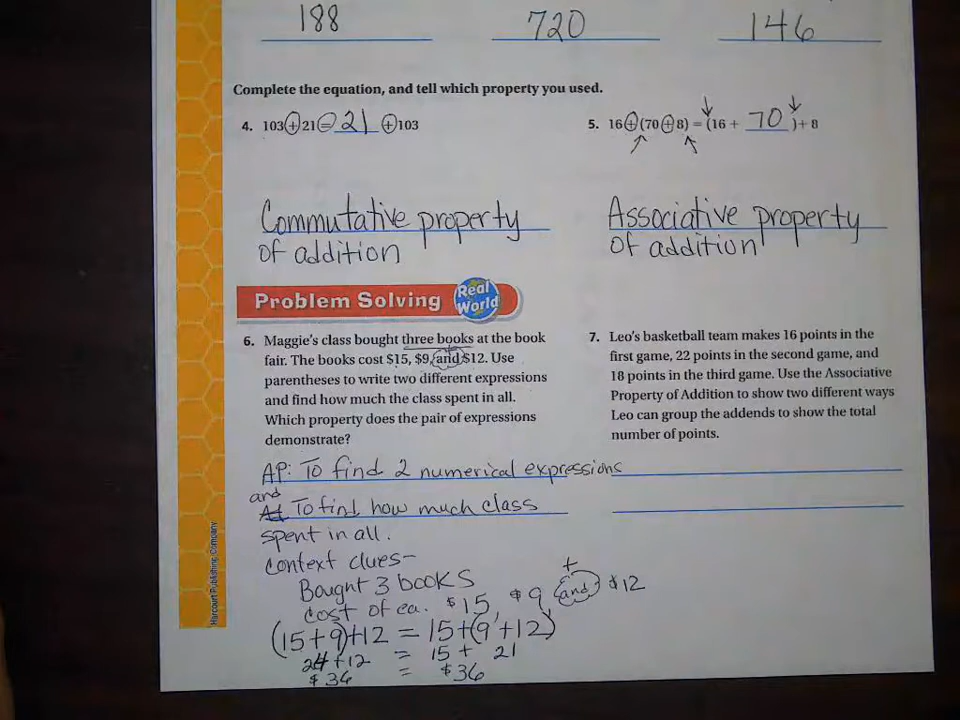 188 720 146
Complete the equation, and tell which property you used.
4. 103 + 21 = 21 + 103
5. 16 + (70 + 8) = (16 + 70) + 8
Commutative property
of addition
Associative property
of addition
Problem Solving Real World
6. Maggie's class bought three books at the book
fair. The books cost $15, $9, and $12. Use
parentheses to write two different expressions
and find how much the class spent in all.
Which property does the pair of expressions
demonstrate?
7. Leo's basketball team makes 16 points in the
first game, 22 points in the second game, and
18 points in the third game. Use the Associative
Property of Addition to show two different ways
Leo can group the addends to show the total
number of points.
AP: To find 2 numerical expressions
and
To find how much class
spent in all.
Context clues-
Bought 3 books
+
Cost of ea. $15, $9 and $12
(15+9)+12 = 15+(9+12)
24+12 = 15 + 21
$36 = $36
Harcourt Publishing Company